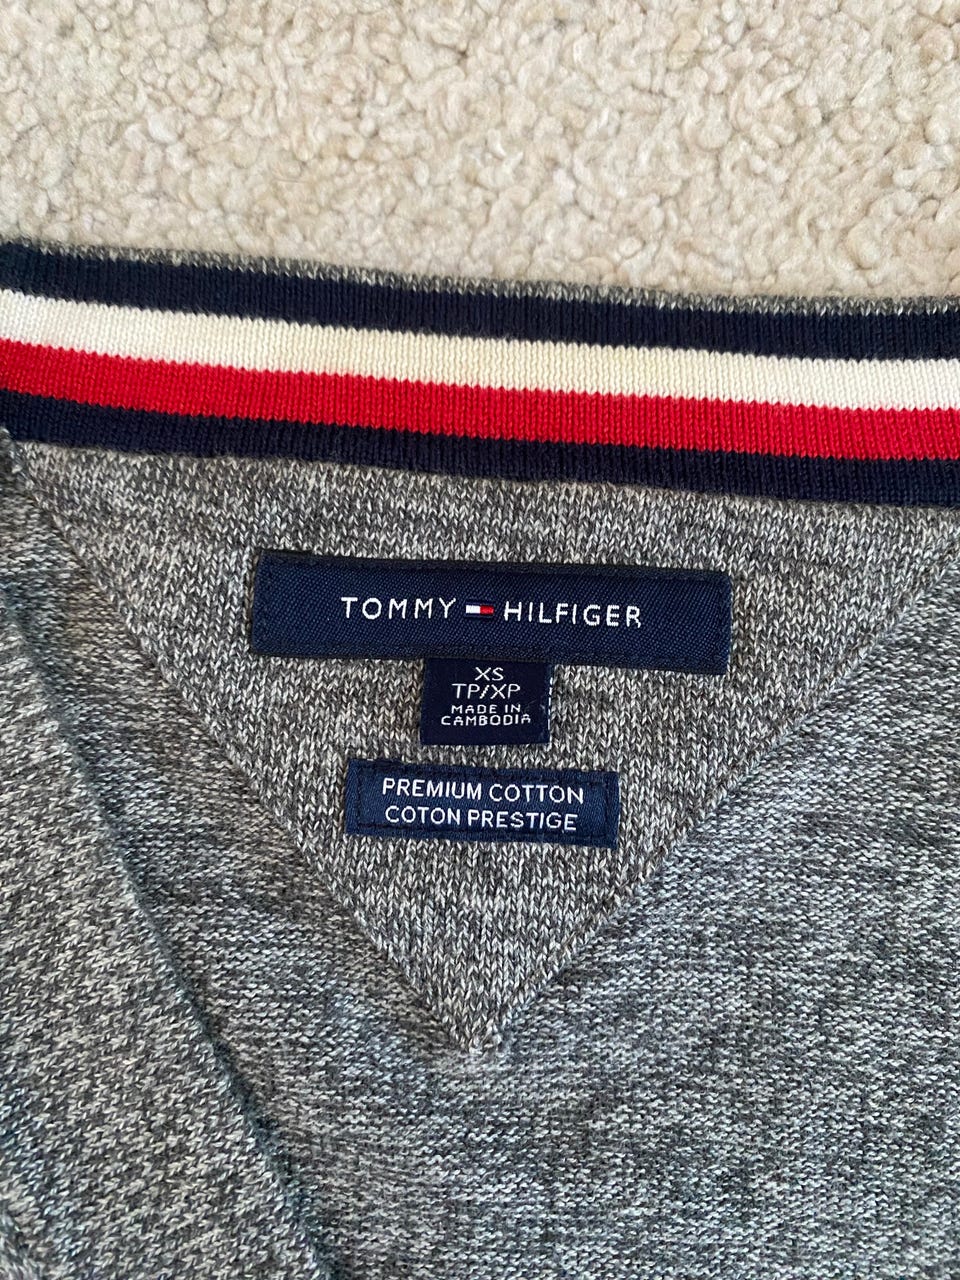 TOMMY HILFIGER
XS
TP/XP
MADE IN
CAMBODIA
PREMIUM COTTON
COTON PRESTIGE